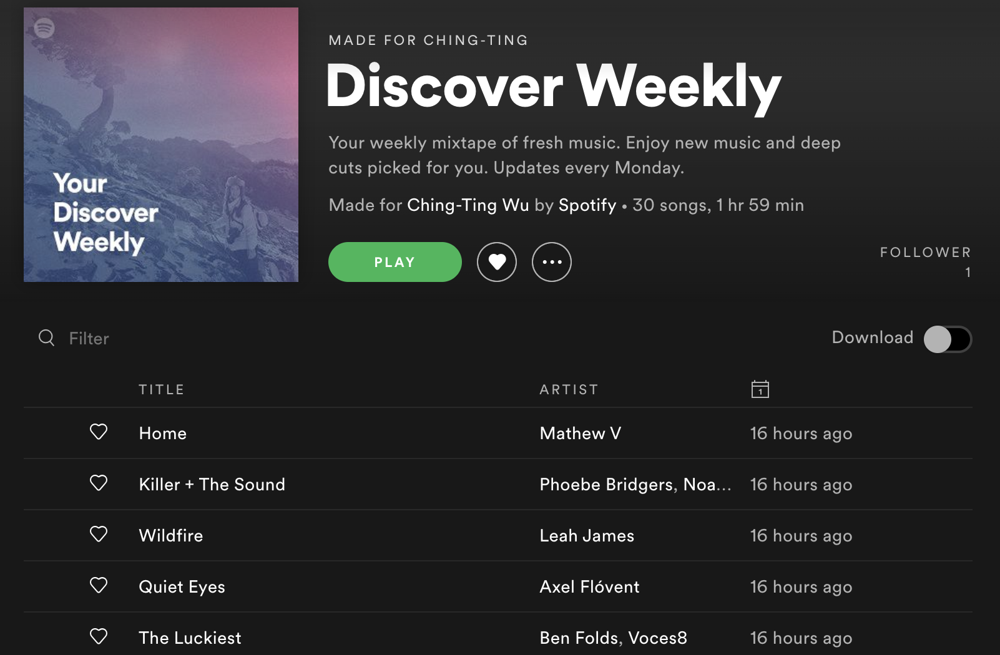 Your
Discover
Weekly
MADE FOR CHING-TING
Discover Weekly
Your weekly mixtape of fresh music. Enjoy new music and deep
cuts picked for you. Updates every Monday.
Made for Ching-Ting Wu by Spotify • 30 songs, 1 hr 59 min
PLAY
FOLLOWER
1
Filter
Download
TITLE ARTIST 1
Home Mathew V 16 hours ago
Killer + The Sound Phoebe Bridgers, Noa... 16 hours ago
Wildfire Leah James 16 hours ago
Quiet Eyes Axel Flóvent 16 hours ago
The Luckiest Ben Folds, Voces8 16 hours ago